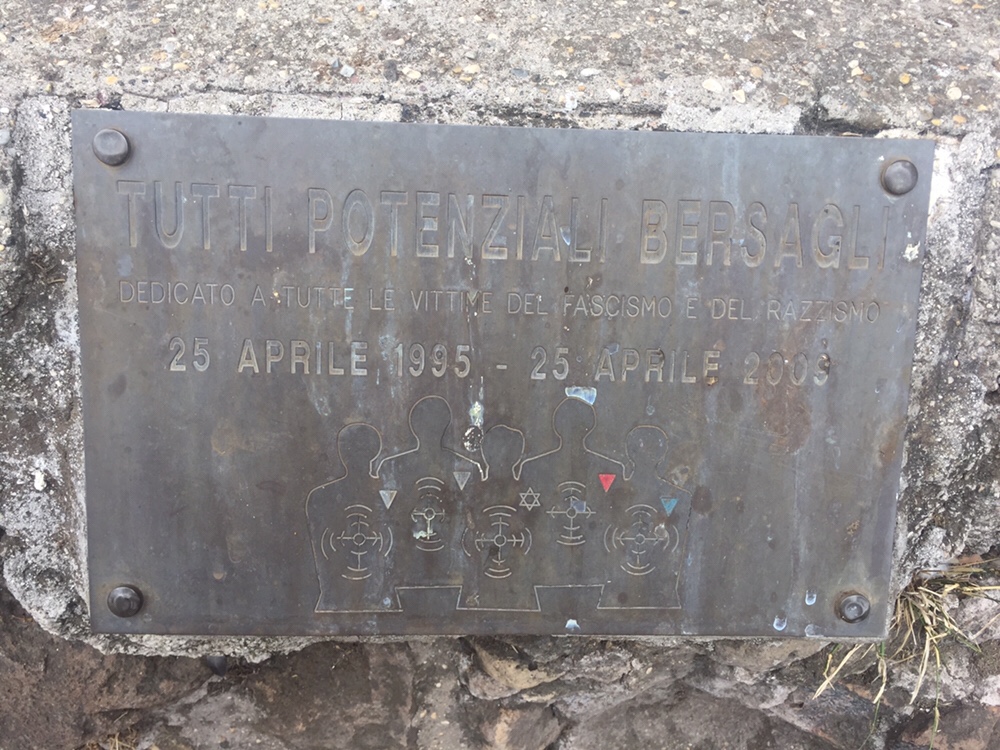 TUTTI POTENZIALI BERSAGLI
DEDICATO A TUTTE LE VITTIME DEL FASCISMO E DEL RAZZISMO
25 APRILE 1995 - 25 APRILE 2009